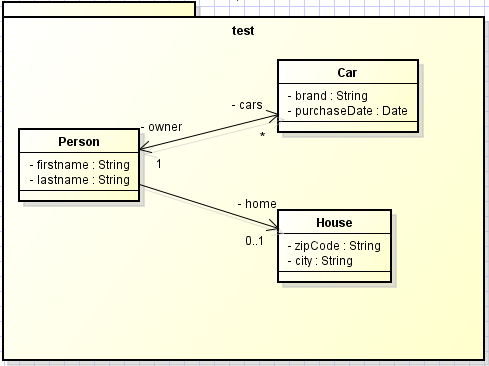 test
Car
- brand : String
- purchaseDate : Date
- cars
*
- owner
1
Person
- firstname : String
- lastname : String
- home
0..1
House
- zipCode : String
- city : String